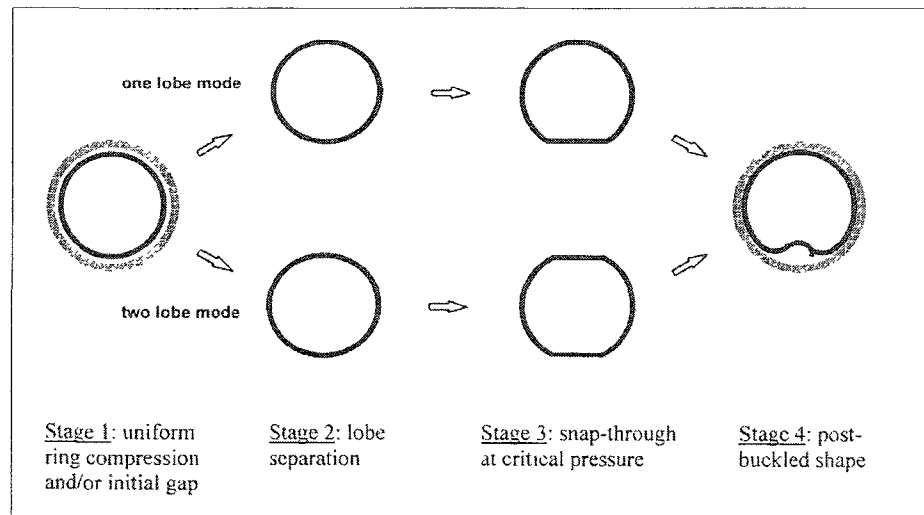 one lobe mode
two lobe mode
Stage 1: uniform
ring compression
and/or initial gap
Stage 2: lobe
separation
Stage 3: snap-through
at critical pressure
Stage 4: post-
buckled shape